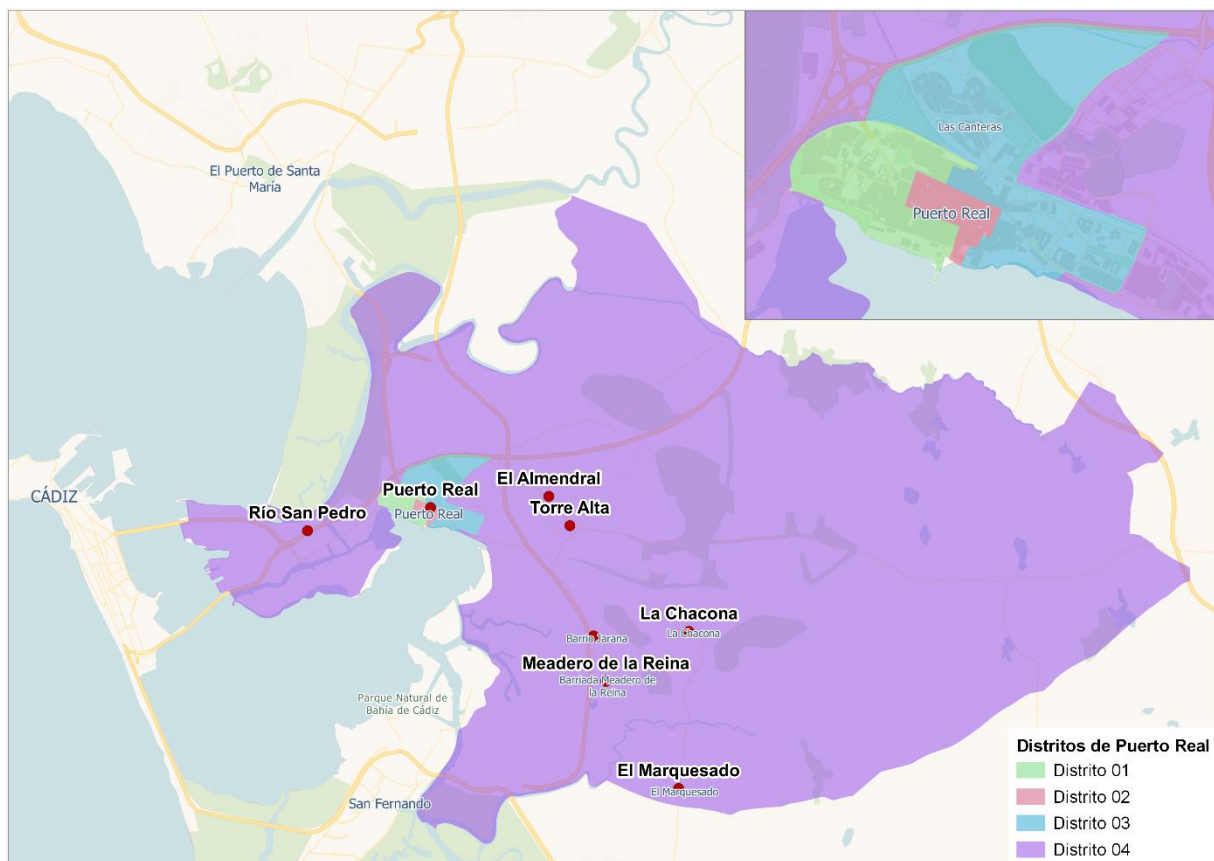 Las Canteras
Puerto Real
El Puerto de Santa
María
CÁDIZ
Río San Pedro
Puerto Real
Puerto Real
El Almendral
Torre Alta
La Chacona
La Chacona
Barrio Jarana
Meadero de la Reina
Barriada Meadero de
la Reina
Parque Natural de
Bahía de Cádiz
El Marquesado
El Marquesado
San Fernando
Distritos de Puerto Real
Distrito 01
Distrito 02
Distrito 03
Distrito 04